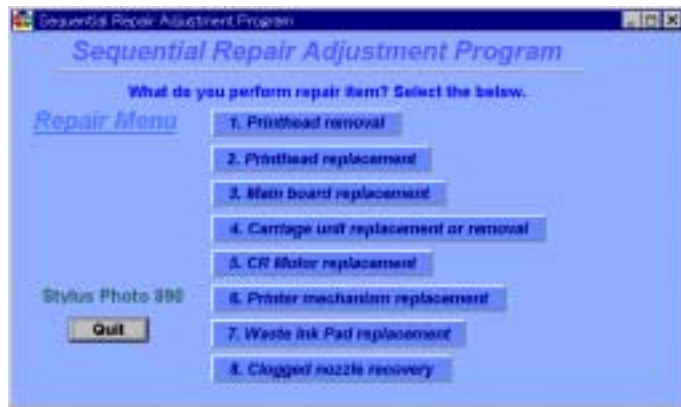 Sequential Repair Adjustment Program
Sequential Repair Adjustment Program
What do you perform repair item? Select the below.
Repair Menu
1. Printhead removal
2. Printhead replacement
3. Main board replacement
4. Carriage unit replacement or removal
5. CR Motor replacement
Stylus Photo 890
6. Printer mechanism replacement
Quit
7. Waste Ink Pad replacement
8. Clogged nozzle recovery